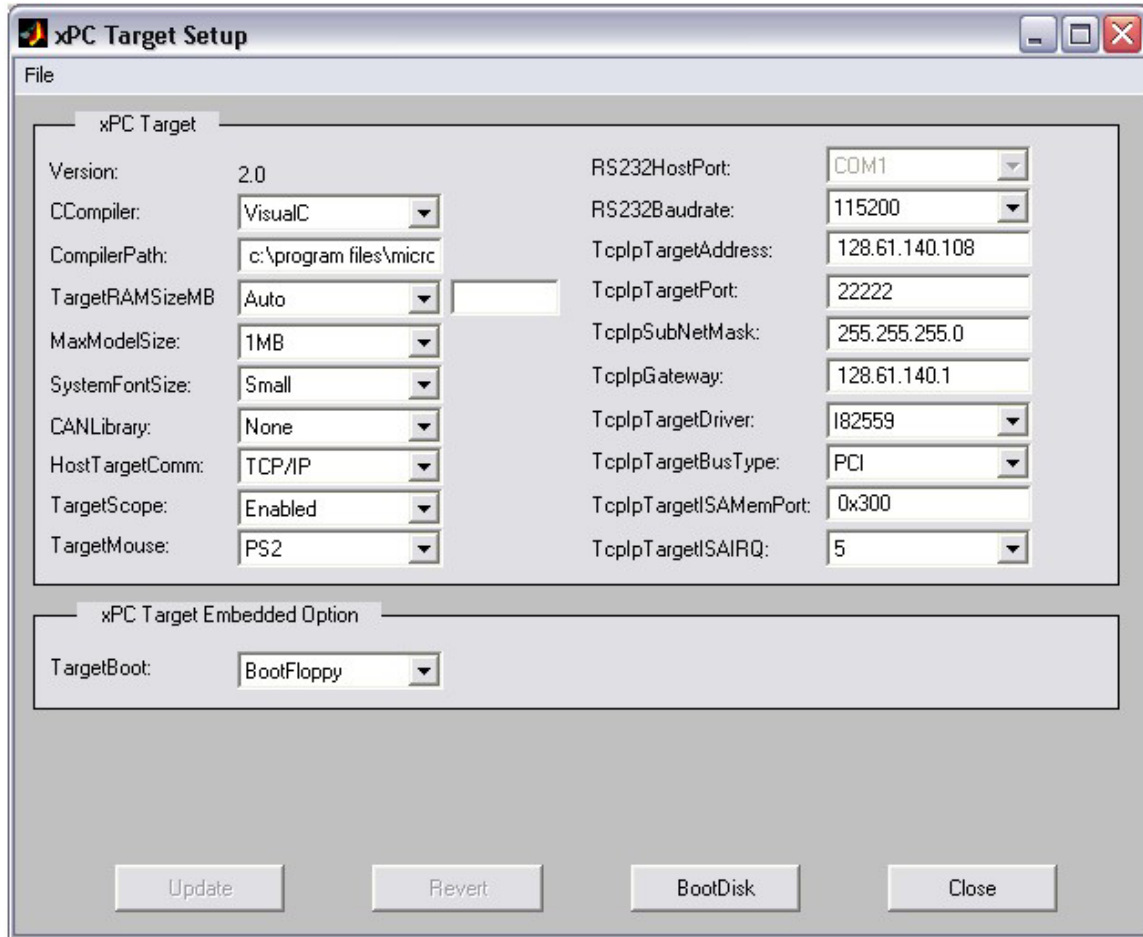 xPC Target Setup
File
xPC Target
Version: 2.0
CCompiler: VisualC
CompilerPath: c:\program files\micrc
TargetRAMSizeMB Auto
MaxModelSize: 1MB
SystemFontSize: Small
CANLibrary: None
HostTargetComm: TCP/IP
TargetScope: Enabled
TargetMouse: PS2
RS232HostPort: COM1
RS232Baudrate: 115200
TcpIpTargetAddress: 128.61.140.108
TcpIpTargetPort: 22222
TcpIpSubNetMask: 255.255.255.0
TcpIpGateway: 128.61.140.1
TcpIpTargetDriver: I82559
TcpIpTargetBusType: PCI
TcpIpTargetISAMemPort: 0x300
TcpIpTargetISAIRQ: 5
xPC Target Embedded Option
TargetBoot: BootFloppy
Update Revert BootDisk Close